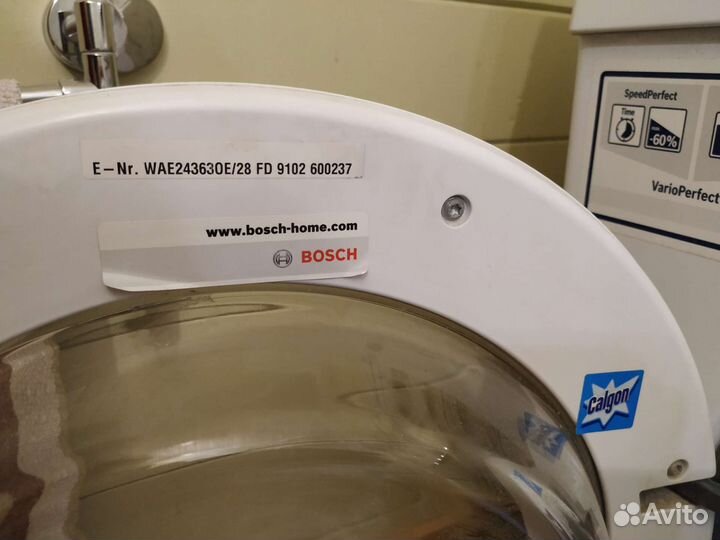 SpeedPerfect
Time
-60%
VarioPerfect
E-Nr. WAE24363OE/28 FD 9102 600237
www.bosch-home.com
BOSCH
Calgon
Avito